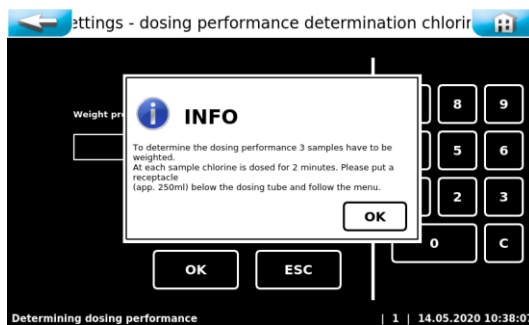 ettings - dosing performance determination chlorin
Weight pr
INFO
To determine the dosing performance 3 samples have to be
weighted.
At each sample chlorine is dosed for 2 minutes. Please put a
receptacle
(app. 250ml) below the dosing tube and follow the menu.
OK
8 9
5 6
2 3
0 C
OK ESC
Determining dosing performance | 1 | 14.05.2020 10:38:07